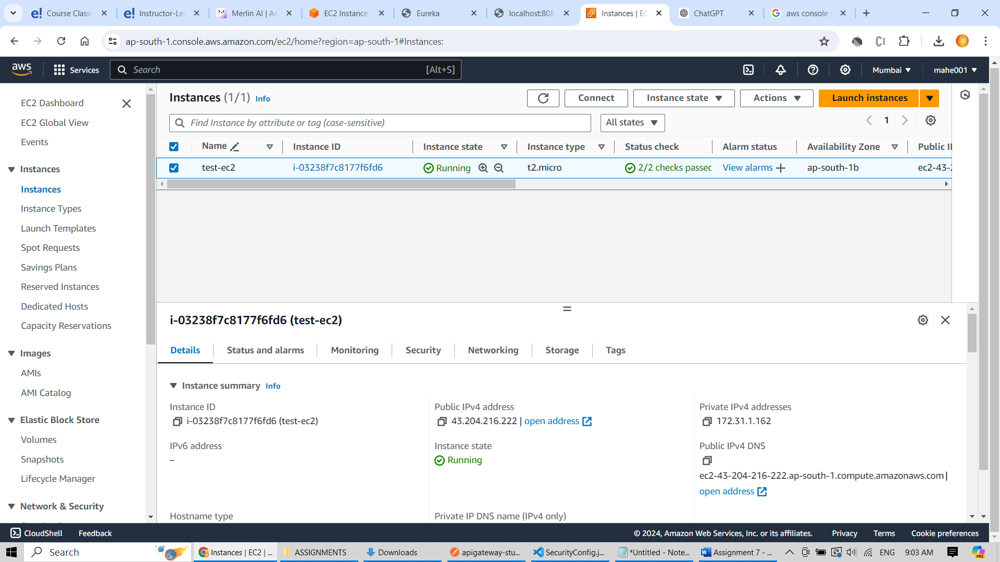 Course Classr
Instructor-Lec
Merlin AI | As
EC2 Instance
Eureka
localhost:808
Instances | EC
ChatGPT
aws console s
ap-south-1.console.aws.amazon.com/ec2/home?region=ap-south-1#Instances:
aws
Services
Search
[Alt+S]
Mumbai
mahe001
EC2 Dashboard
EC2 Global View
Events
Instances
Instances
Instance Types
Launch Templates
Spot Requests
Savings Plans
Reserved Instances
Dedicated Hosts
Capacity Reservations
Images
AMIs
AMI Catalog
Elastic Block Store
Volumes
Snapshots
Lifecycle Manager
Network & Security
Instances (1/1) Info
Connect
Instance state
Actions
Launch instances
Find Instance by attribute or tag (case-sensitive)
All states
1
Name
Instance ID
Instance state
Instance type
Status check
Alarm status
Availability Zone
Public IP
test-ec2
i-03238f7c8177f6fd6
Running
t2.micro
2/2 checks passed
View alarms
ap-south-1b
ec2-43-2
i-03238f7c8177f6fd6 (test-ec2)
Details
Status and alarms
Monitoring
Security
Networking
Storage
Tags
Instance summary Info
Instance ID
i-03238f7c8177f6fd6 (test-ec2)
Public IPv4 address
43.204.216.222 | open address
Private IPv4 addresses
172.31.1.162
IPv6 address
–
Instance state
Running
Public IPv4 DNS
ec2-43-204-216-222.ap-south-1.compute.amazonaws.com |
open address
Hostname type
Private IP DNS name (IPv4 only)
CloudShell
Feedback
© 2024, Amazon Web Services, Inc. or its affiliates.
Privacy
Terms
Cookie preferences
Search
Instances | EC2 | ...
ASSIGNMENTS
Downloads
apigateway-stu...
SecurityConfig.j...
*Untitled - Note...
Assignment 7 - ...
ENG
9:03 AM
PRE